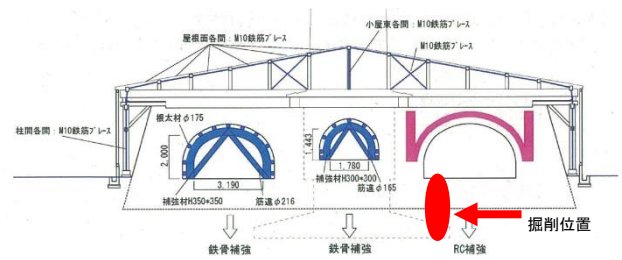 小屋束各間：M10鉄筋ブレース
屋根面各間：M10鉄筋ブレース
M10鉄筋ブレース
柱間各間：M10鉄筋ブレース
根太材φ175
2,000
3.190
1,443
1.780
補強材H300*300
補強材H350*350
筋違φ216
筋違φ165
掘削位置
鉄骨補強
鉄骨補強
RC補強